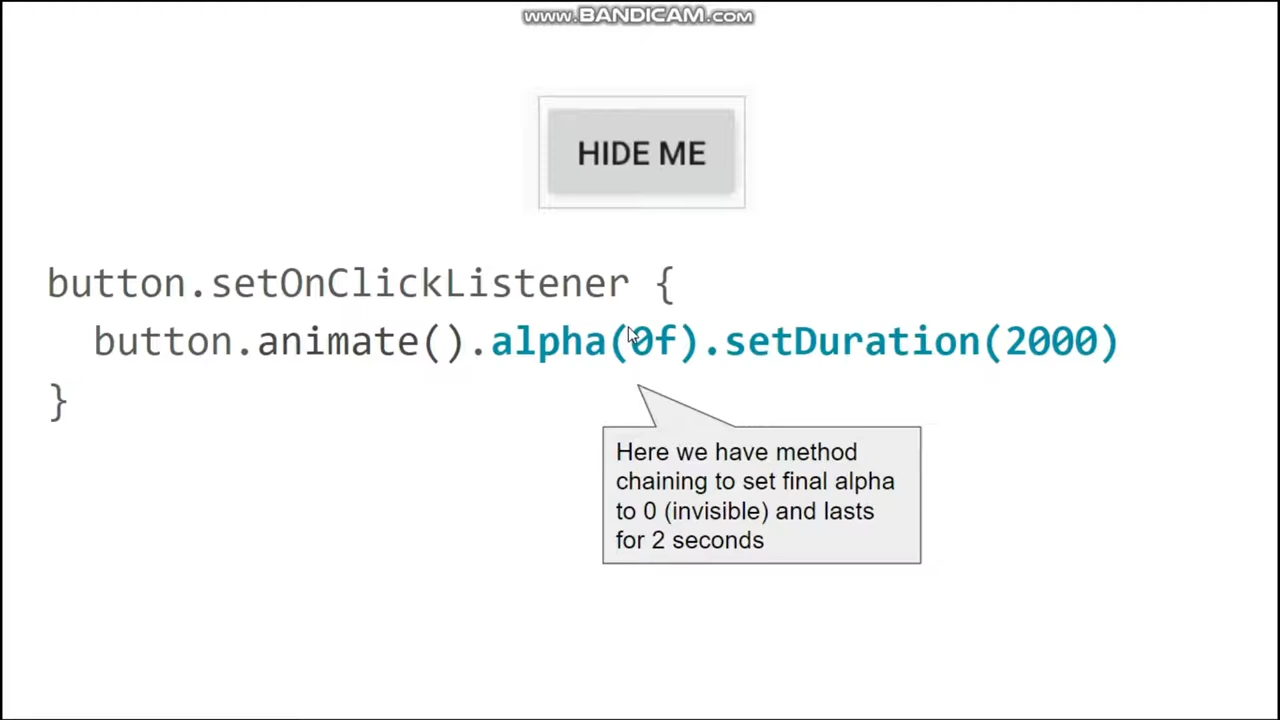 www.BANDICAM.com
HIDE ME
button.setOnClickListener {
button.animate().alpha(0f).setDuration(2000)
}
Here we have method
chaining to set final alpha
to 0 (invisible) and lasts
for 2 seconds